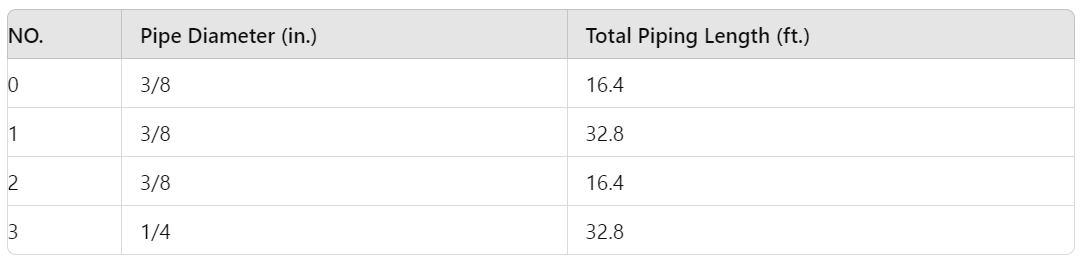 NO. Pipe Diameter (in.) Total Piping Length (ft.)
0 3/8 16.4
1 3/8 32.8
2 3/8 16.4
3 1/4 32.8